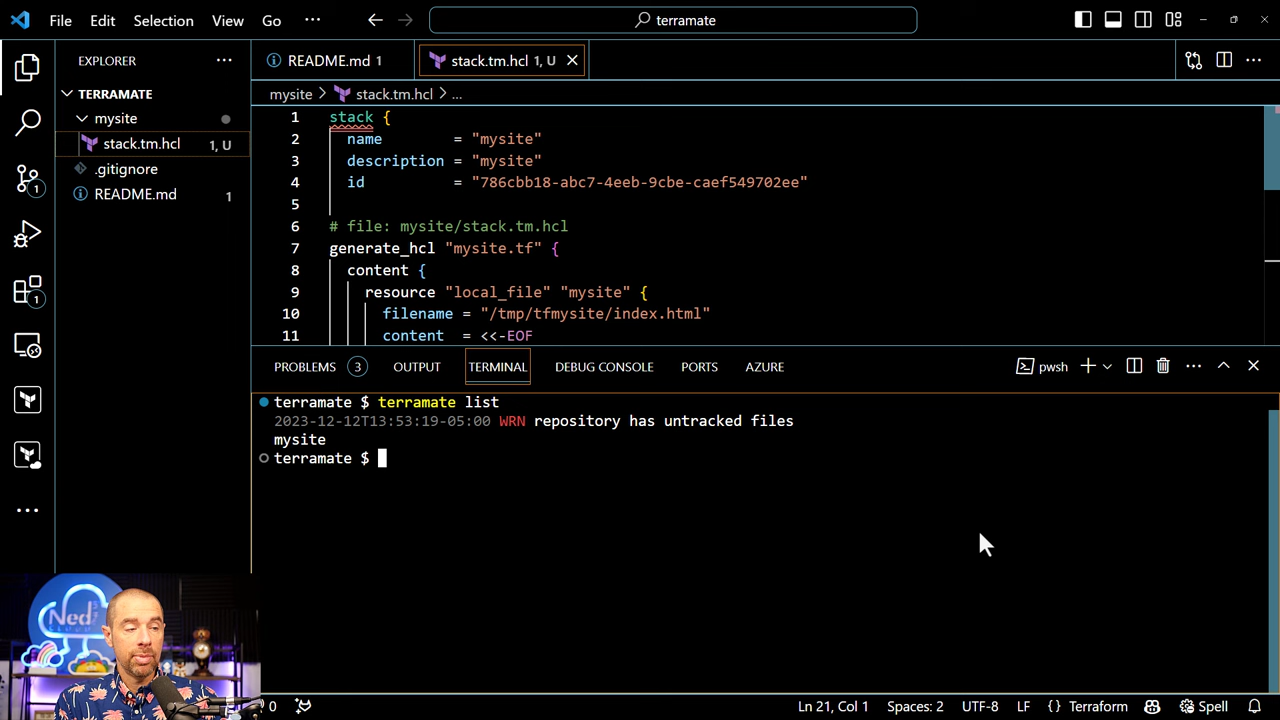 File Edit Selection View Go ··· terramate
EXPLORER ···
TERRAMATE
mysite
stack.tm.hcl 1, U
.gitignore
README.md 1
1
1
README.md 1 stack.tm.hcl 1, U
mysite > stack.tm.hcl > ...
1 stack {
2 name = "mysite"
3 description = "mysite"
4 id = "786cbb18-abc7-4eeb-9cbe-caef549702ee"
5
6 # file: mysite/stack.tm.hcl
7 generate_hcl "mysite.tf" {
8 content {
9 resource "local_file" "mysite" {
10 filename = "/tmp/tfmysite/index.html"
11 content = <<-EOF
PROBLEMS 3 OUTPUT TERMINAL DEBUG CONSOLE PORTS AZURE pwsh
terramate $ terramate list
2023-12-12T13:53:19-05:00 WRN repository has untracked files
mysite
terramate $
Ned
0 Ln 21, Col 1 Spaces: 2 UTF-8 LF {} Terraform Spell